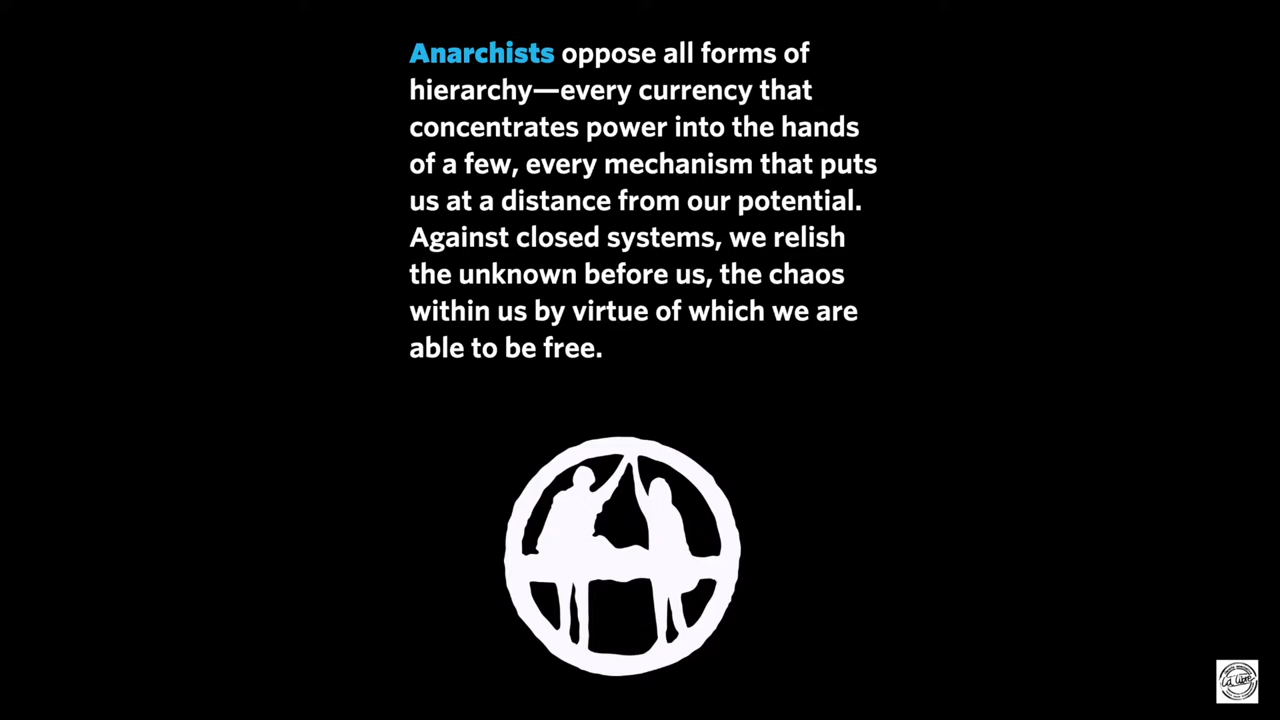 Anarchists oppose all forms of
hierarchy—every currency that
concentrates power into the hands
of a few, every mechanism that puts
us at a distance from our potential.
Against closed systems, we relish
the unknown before us, the chaos
within us by virtue of which we are
able to be free.